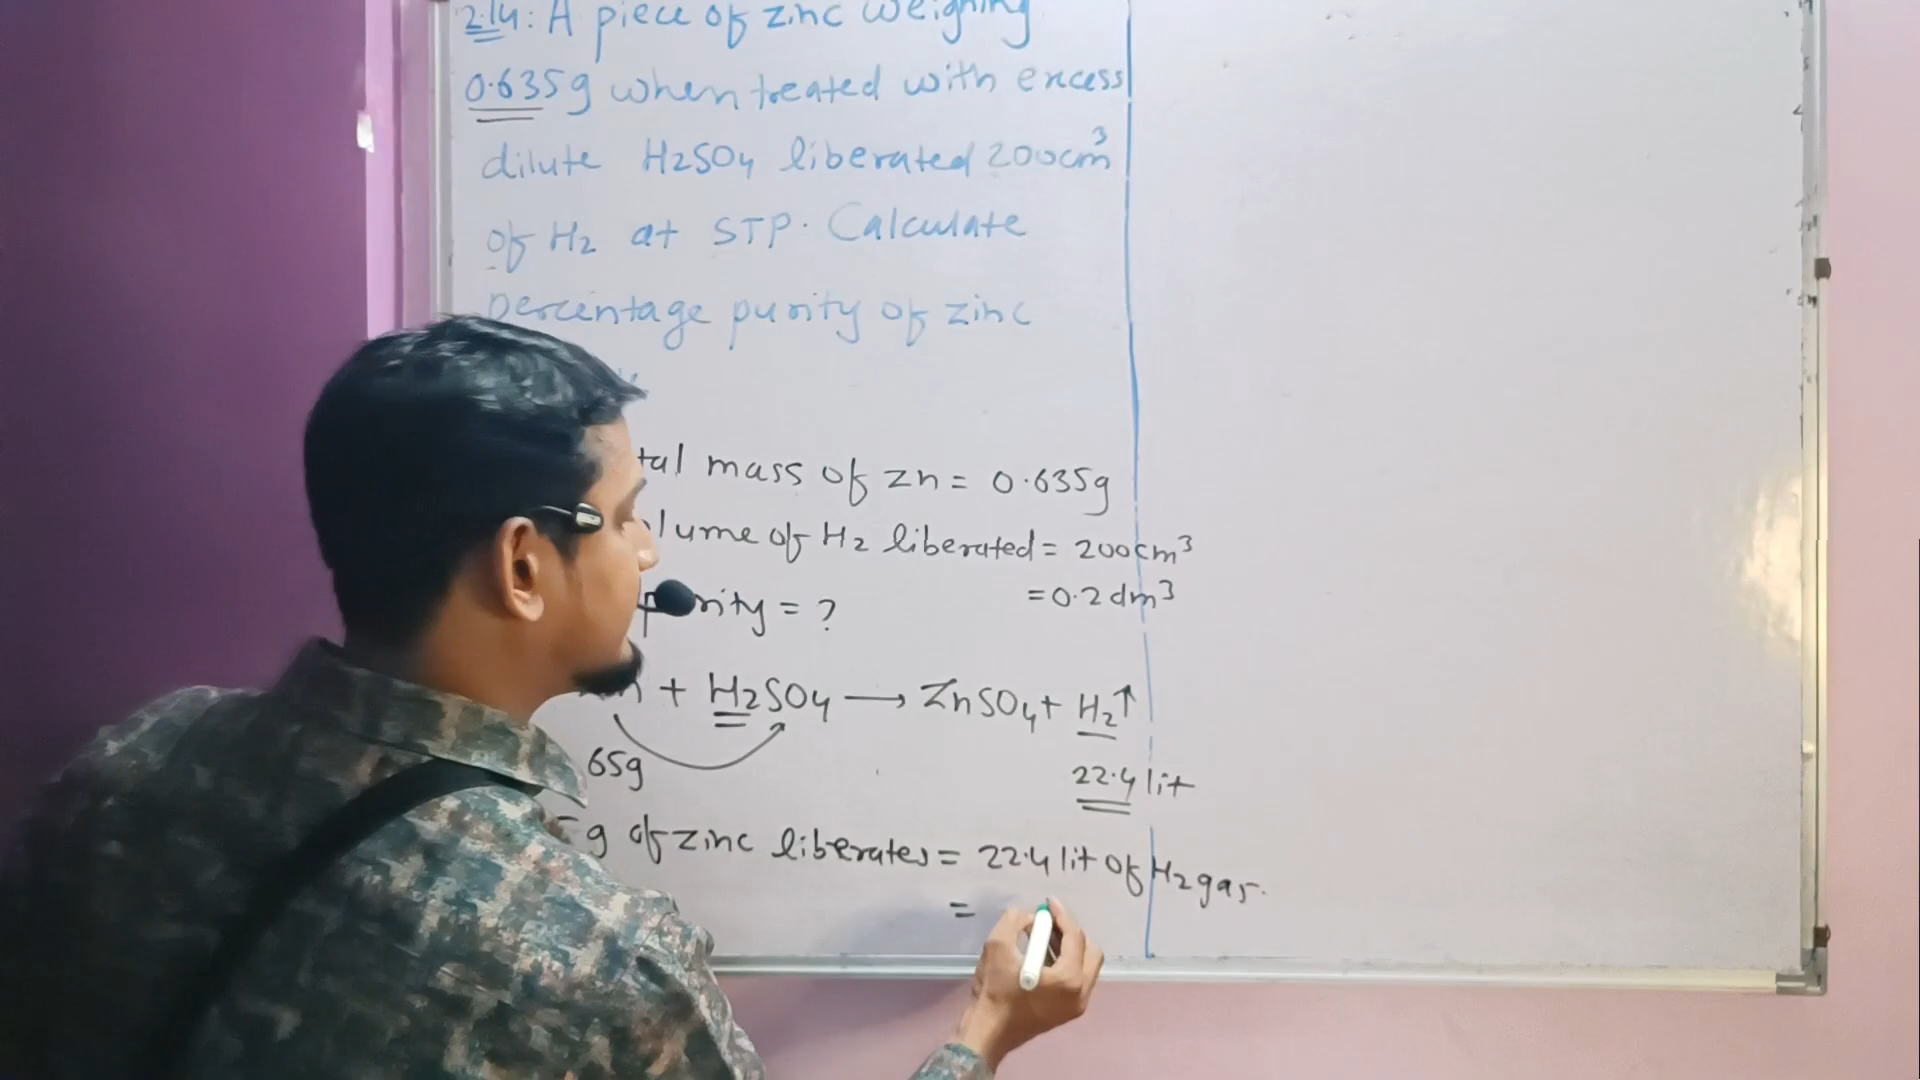 2.14: A piece of zinc weighing
0.635g when treated with excess
dilute H2SO4 liberated 200cm³
of H2 at STP. Calculate
percentage purity of zinc
tal mass of zn = 0.635g
lume of H2 liberated = 200cm³
= 0.2 dm³
rity = ?
+ H2SO4 → ZnSO4 + H2↑
65g
22.4 lit
g of zinc liberates = 22.4 lit of H2 gas.
=